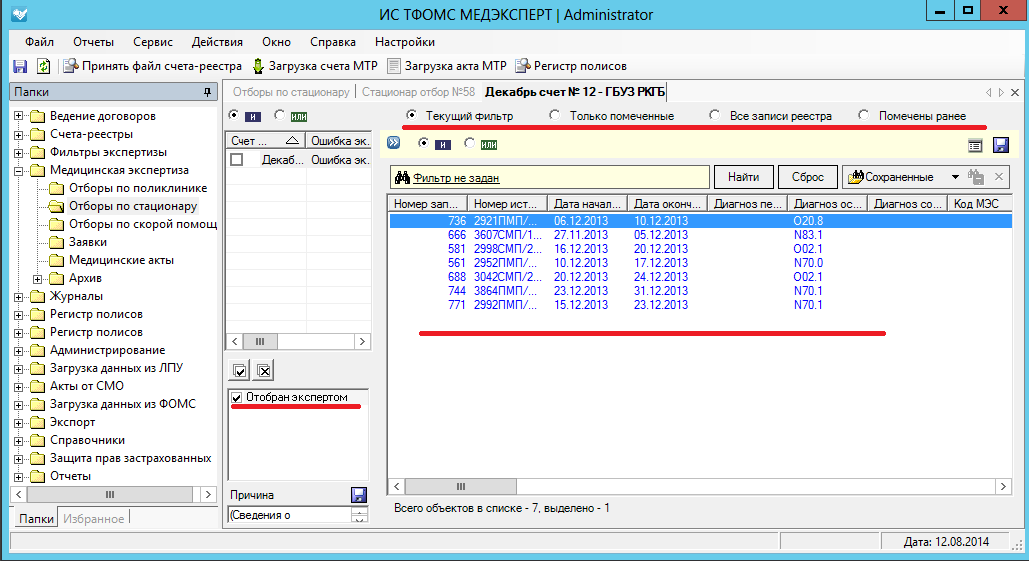 ИС ТФОМС МЕДЭКСПЕРТ | Administrator
Файл Отчеты Сервис Действия Окно Справка Настройки
Принять файл счета-реестра Загрузка счета МТР Загрузка акта МТР Регистр полисов
Папки
Ведение договоров
Счета-реестры
Фильтры экспертизы
Медицинская экспертиза
Отборы по поликлинике
Отборы по стационару
Отборы по скорой помощ
Заявки
Медицинские акты
Архив
Журналы
Регистр полисов
Регистр полисов
Администрирование
Загрузка данных из ЛПУ
Акты от СМО
Загрузка данных из ФОМС
Экспорт
Справочники
Защита прав застрахованных
Отчеты
Папки Избранное
Отборы по стационару Стационар отбор №58 Декабрь счет № 12 - ГБУЗ РКГБ
И ИЛИ
Счет ... Ошибка эк.
Декаб... Ошибка эк.
Отобран экспертом
Причина
(Сведения о
Текущий фильтр Только помеченные Все записи реестра Помечены ранее
И ИЛИ
Фильтр не задан Найти Сброс Сохраненные
Номер зап... Номер ист... Дата начал... Дата оконч... Диагноз пе... Диагноз ос... Диагноз со... Код МЭС
736 2921ПМП/... 06.12.2013 10.12.2013 O20.8
666 3607СМП/1... 27.11.2013 05.12.2013 N83.1
581 2998СМП/2... 16.12.2013 20.12.2013 O02.1
561 2952ПМП/... 10.12.2013 17.12.2013 N70.0
688 3042СМП/2... 20.12.2013 24.12.2013 O02.1
744 3864ПМП/... 23.12.2013 31.12.2013 N70.1
771 2992ПМП/... 15.12.2013 23.12.2013 N70.1
Всего объектов в списке - 7, выделено - 1
Дата: 12.08.2014